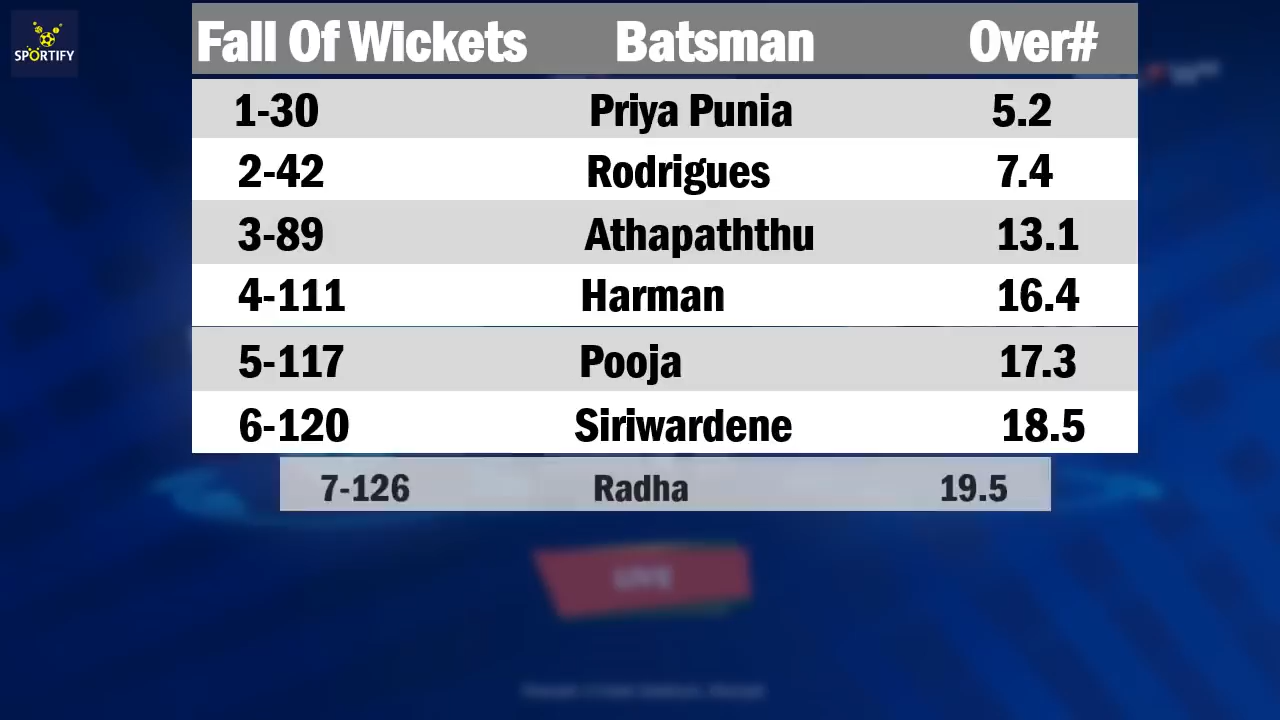 SPORTIFY
Fall Of Wickets Batsman Over#
1-30 Priya Punia 5.2
2-42 Rodrigues 7.4
3-89 Athapaththu 13.1
4-111 Harman 16.4
5-117 Pooja 17.3
6-120 Siriwardene 18.5
7-126 Radha 19.5
LIVE